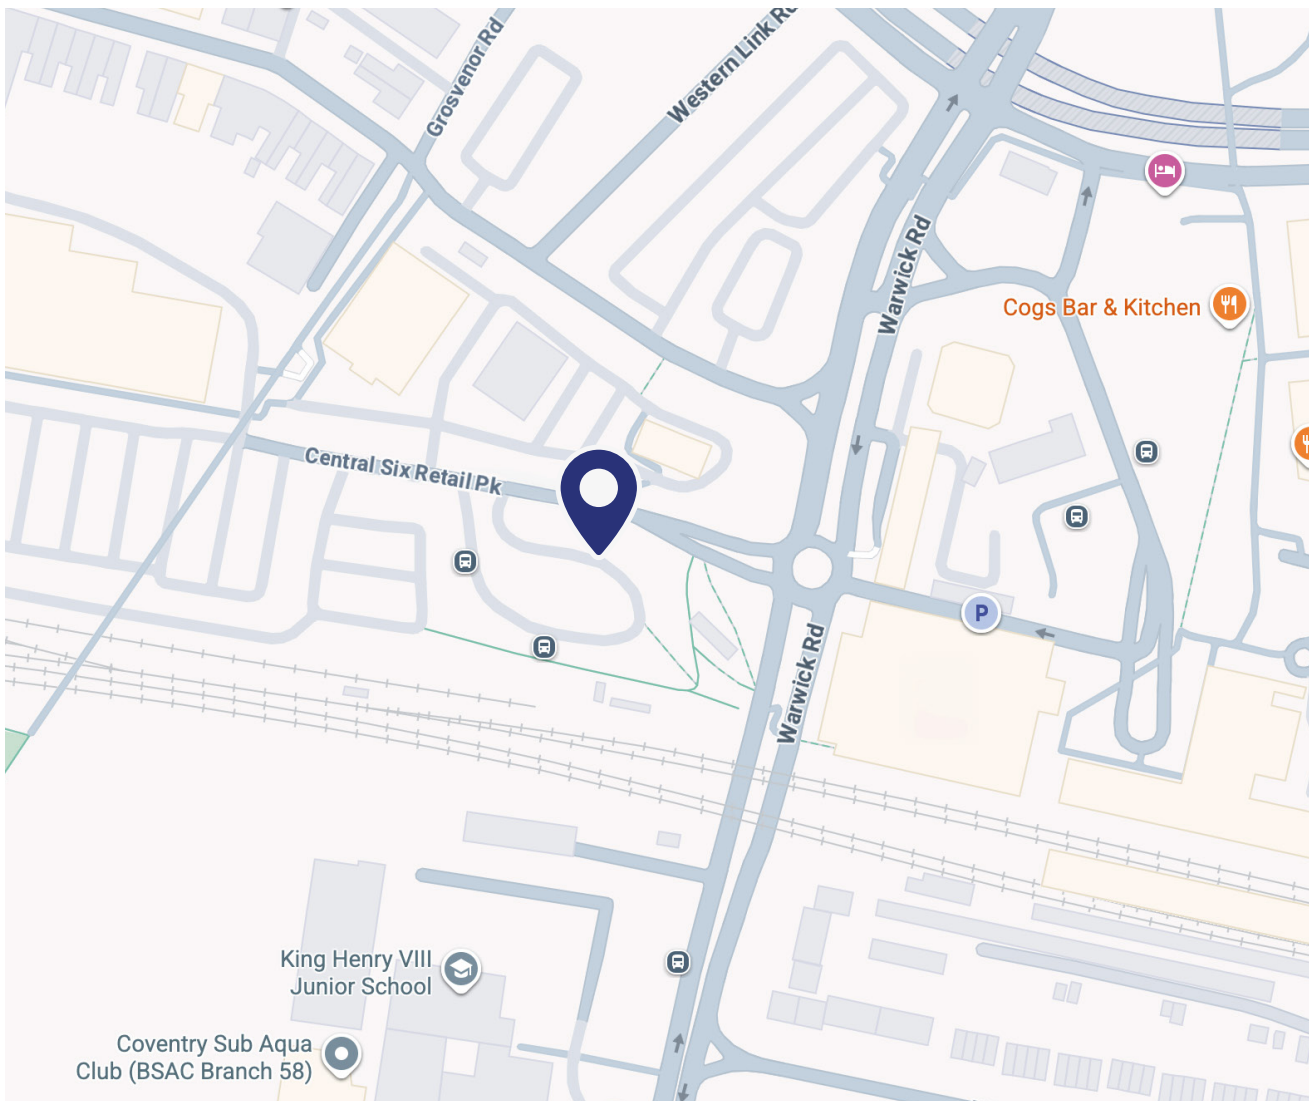 Grosvenor Rd
Western Link Rd
Warwick Rd
Cogs Bar & Kitchen
Central Six Retail Pk
P
Warwick Rd
King Henry VIII
Junior School
Coventry Sub Aqua
Club (BSAC Branch 58)